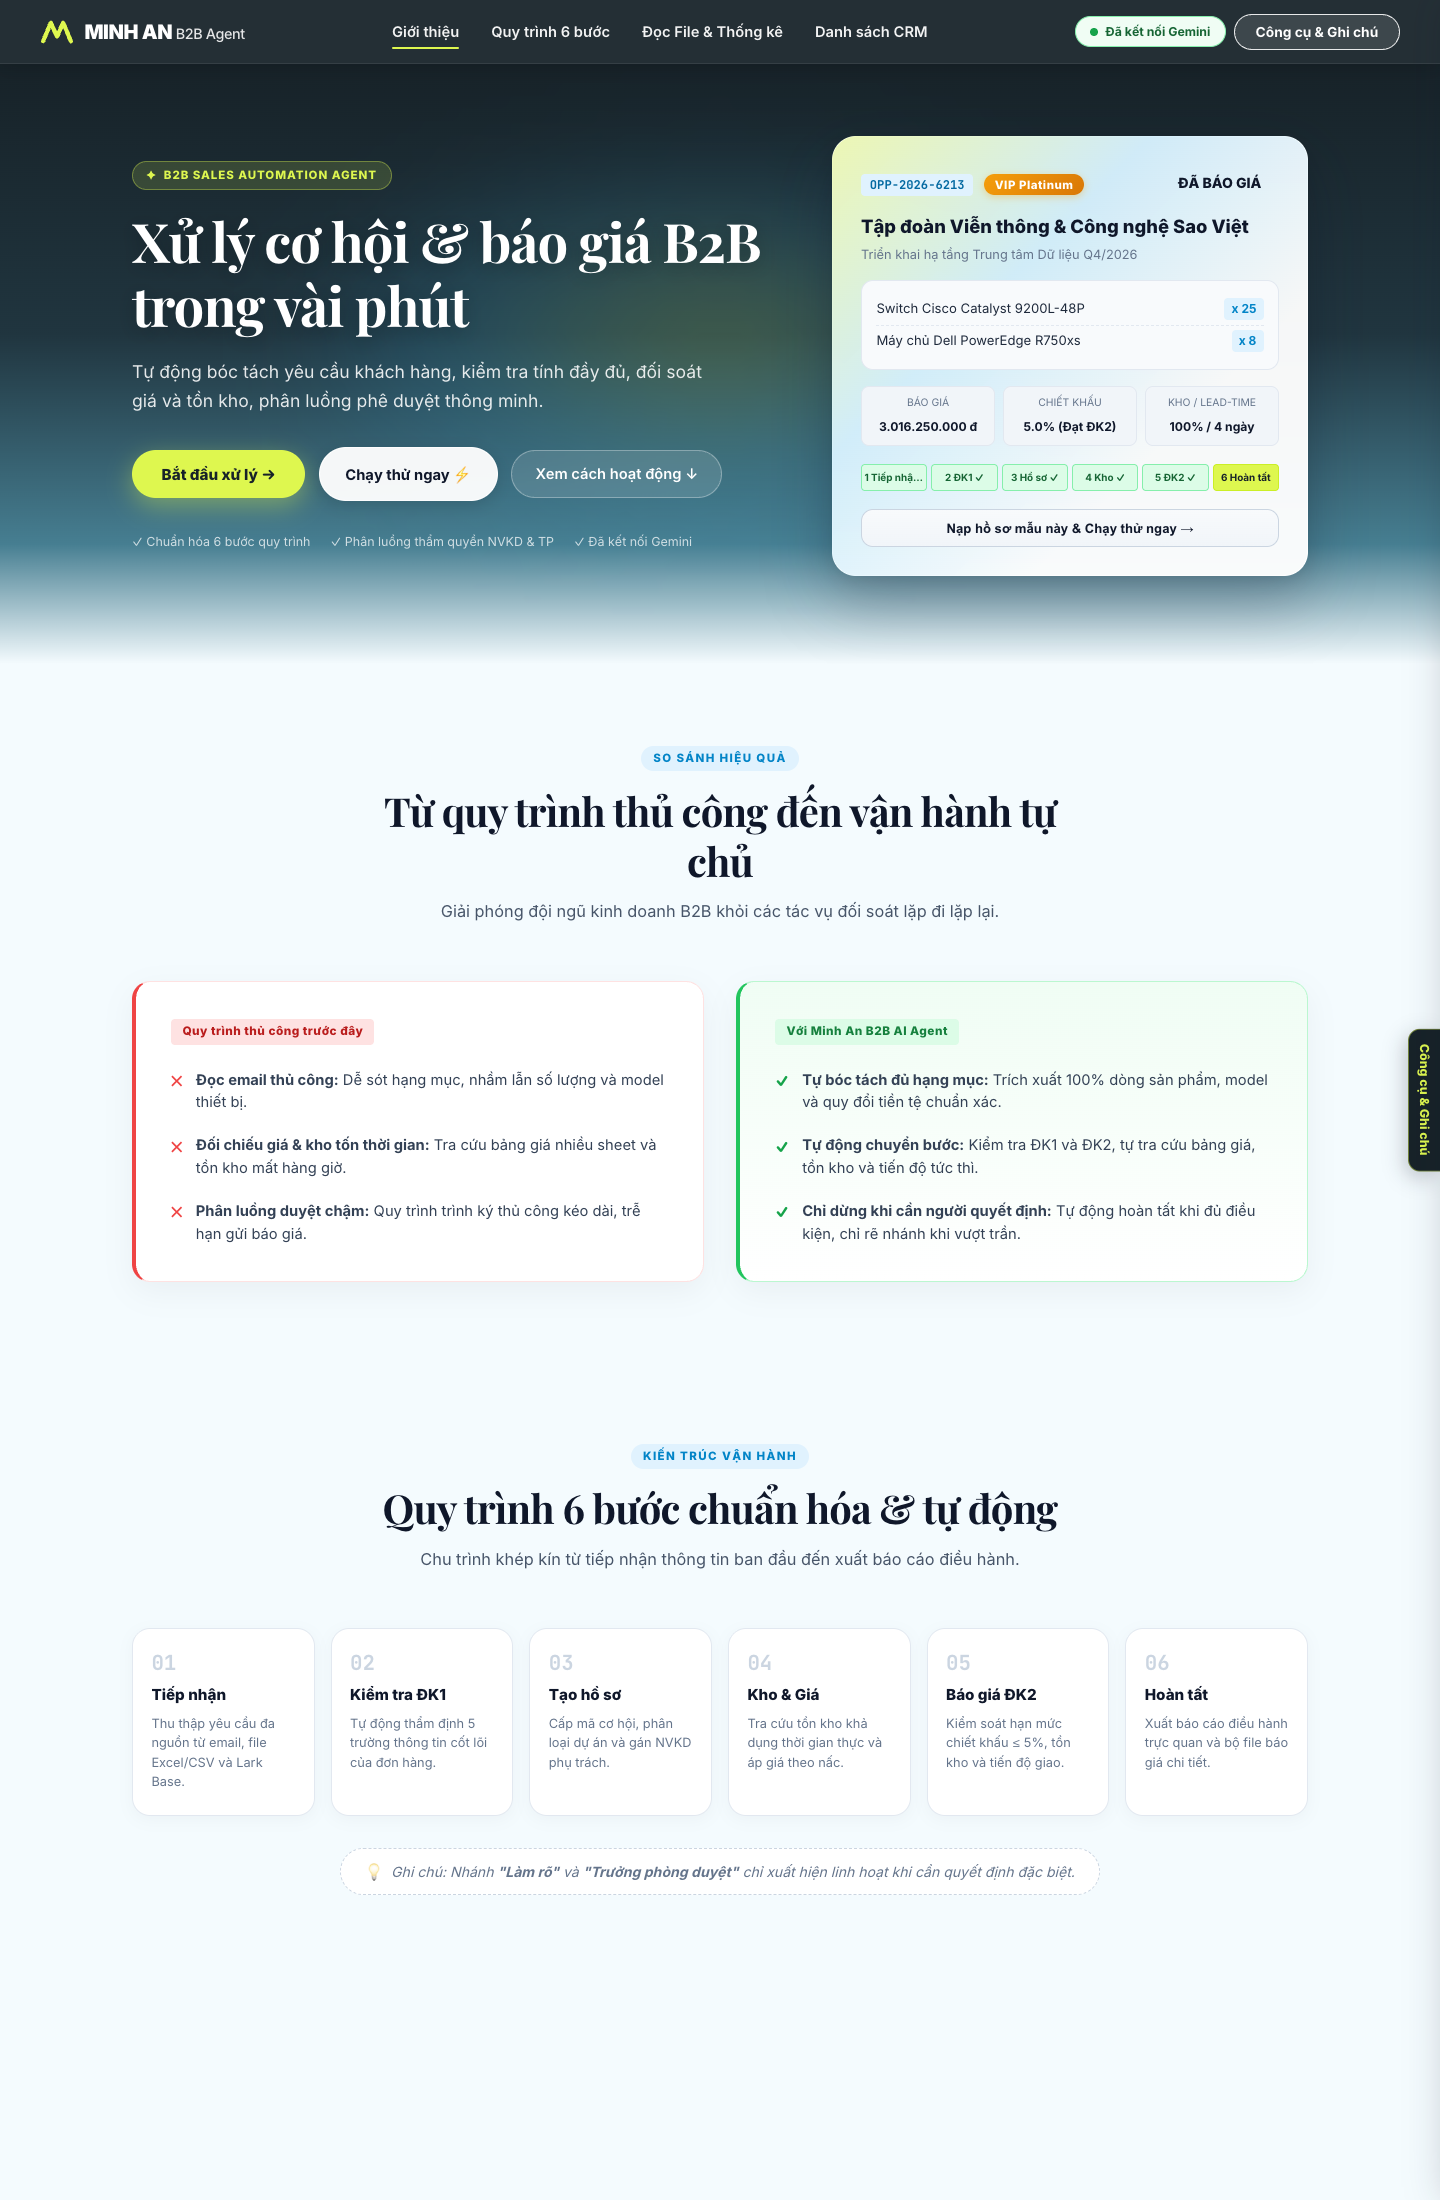 MINH AN B2B Agent
Giới thiệu
Quy trình 6 bước
Đọc File & Thống kê
Danh sách CRM
Đã kết nối Gemini
Công cụ & Ghi chú
✦ B2B SALES AUTOMATION AGENT
Xử lý cơ hội & báo giá B2B
trong vài phút
Tự động bóc tách yêu cầu khách hàng, kiểm tra tính đầy đủ, đối soát
giá và tồn kho, phân luồng phê duyệt thông minh.
Bắt đầu xử lý →
Chạy thử ngay ⚡
Xem cách hoạt động ↓
✓ Chuẩn hóa 6 bước quy trình
✓ Phân luồng thẩm quyền NVKD & TP
✓ Đã kết nối Gemini
OPP-2026-6213
VIP Platinum
ĐÃ BÁO GIÁ
Tập đoàn Viễn thông & Công nghệ Sao Việt
Triển khai hạ tầng Trung tâm Dữ liệu Q4/2026
Switch Cisco Catalyst 9200L-48P
x 25
Máy chủ Dell PowerEdge R750xs
x 8
BÁO GIÁ
3.016.250.000 đ
CHIẾT KHẤU
5.0% (Đạt ĐK2)
KHO / LEAD-TIME
100% / 4 ngày
1 Tiếp nhậ...
2 ĐK1 ✓
3 Hồ sơ ✓
4 Kho ✓
5 ĐK2 ✓
6 Hoàn tất
Nạp hồ sơ mẫu này & Chạy thử ngay →
SO SÁNH HIỆU QUẢ
Từ quy trình thủ công đến vận hành tự
chủ
Giải phóng đội ngũ kinh doanh B2B khỏi các tác vụ đối soát lặp đi lặp lại.
Quy trình thủ công trước đây
Đọc email thủ công: Dễ sót hạng mục, nhầm lẫn số lượng và model
thiết bị.
Đối chiếu giá & kho tốn thời gian: Tra cứu bảng giá nhiều sheet và
tồn kho mất hàng giờ.
Phân luồng duyệt chậm: Quy trình trình ký thủ công kéo dài, trễ
hạn gửi báo giá.
Với Minh An B2B AI Agent
Tự bóc tách đủ hạng mục: Trích xuất 100% dòng sản phẩm, model
và quy đổi tiền tệ chuẩn xác.
Tự động chuyển bước: Kiểm tra ĐK1 và ĐK2, tự tra cứu bảng giá,
tồn kho và tiến độ tức thì.
Chỉ dừng khi cần người quyết định: Tự động hoàn tất khi đủ điều
kiện, chỉ rẽ nhánh khi vượt trần.
Công cụ & Ghi chú
KIẾN TRÚC VẬN HÀNH
Quy trình 6 bước chuẩn hóa & tự động
Chu trình khép kín từ tiếp nhận thông tin ban đầu đến xuất báo cáo điều hành.
01
Tiếp nhận
Thu thập yêu cầu đa
nguồn từ email, file
Excel/CSV và Lark
Base.
02
Kiểm tra ĐK1
Tự động thẩm định 5
trường thông tin cốt lõi
của đơn hàng.
03
Tạo hồ sơ
Cấp mã cơ hội, phân
loại dự án và gán NVKD
phụ trách.
04
Kho & Giá
Tra cứu tồn kho khả
dụng thời gian thực và
áp giá theo nấc.
05
Báo giá ĐK2
Kiểm soát hạn mức
chiết khấu ≤ 5%, tồn
kho và tiến độ giao.
06
Hoàn tất
Xuất báo cáo điều hành
trực quan và bộ file báo
giá chi tiết.
Ghi chú: Nhánh "Làm rõ" và "Trưởng phòng duyệt" chỉ xuất hiện linh hoạt khi cần quyết định đặc biệt.